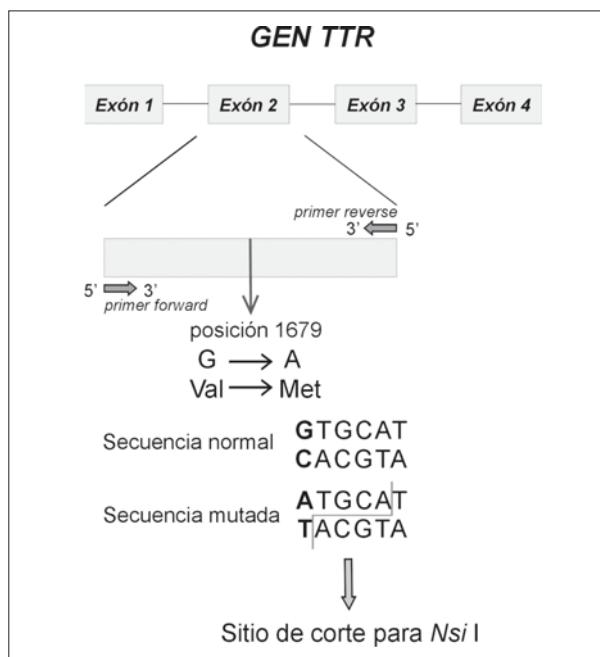 GEN TTR
Exón 1 Exón 2 Exón 3 Exón 4
primer reverse
3’ 5’
5’ 3’
primer forward
posición 1679
G A
Val Met
Secuencia normal
GTGCAT
CACGTA
Secuencia mutada
ATGCAT
TACGTA
Sitio de corte para Nsi I